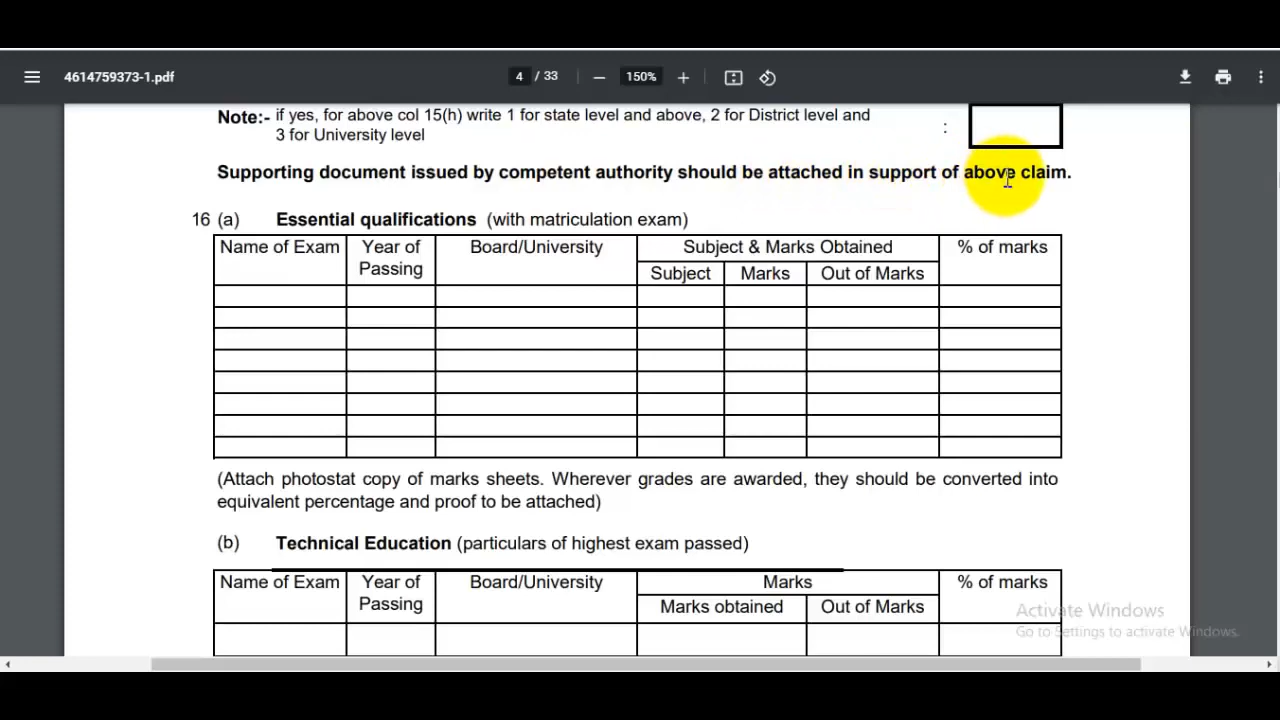 4614759373-1.pdf
4 / 33
150%
Note:- if yes, for above col 15(h) write 1 for state level and above, 2 for District level and
3 for University level
:
Supporting document issued by competent authority should be attached in support of above claim.
16 (a) Essential qualifications (with matriculation exam)
Name of Exam Year of Passing Board/University Subject & Marks Obtained % of marks
Subject Marks Out of Marks
(Attach photostat copy of marks sheets. Wherever grades are awarded, they should be converted into
equivalent percentage and proof to be attached)
(b) Technical Education (particulars of highest exam passed)
Name of Exam Year of Passing Board/University Marks % of marks
Marks obtained Out of Marks
Activate Windows
Go to Settings to activate Windows.